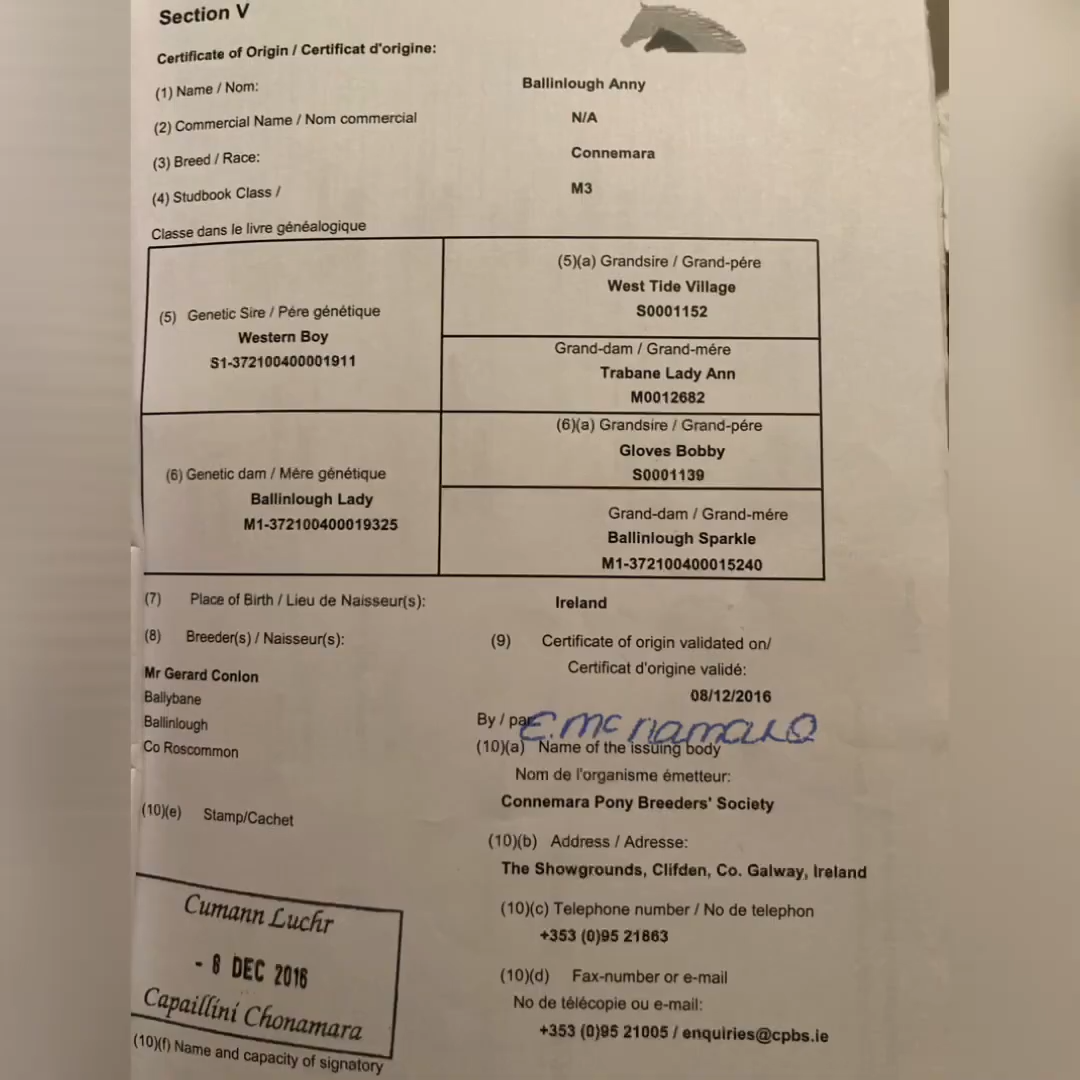 Section V
Certificate of Origin / Certificat d'origine:
(1) Name / Nom: Ballinlough Anny
(2) Commercial Name / Nom commercial N/A
(3) Breed / Race: Connemara
(4) Studbook Class / M3
Classe dans le livre généalogique
(5) Genetic Sire / Pére génétique
Western Boy
S1-372100400001911
(5)(a) Grandsire / Grand-pére
West Tide Village
S0001152
Grand-dam / Grand-mére
Trabane Lady Ann
M0012682
(6) Genetic dam / Mére génétique
Ballinlough Lady
M1-372100400019325
(6)(a) Grandsire / Grand-pére
Gloves Bobby
S0001139
Grand-dam / Grand-mére
Ballinlough Sparkle
M1-372100400015240
(7) Place of Birth / Lieu de Naisseur(s): Ireland
(8) Breeder(s) / Naisseur(s):
Mr Gerard Conlon
Ballybane
Ballinlough
Co Roscommon
(9) Certificate of origin validated on/
Certificat d'origine validé:
08/12/2016
By / par E. Mc Namara
(10)(a) Name of the issuing body
Nom de l'organisme émetteur:
Connemara Pony Breeders' Society
(10)(b) Address / Adresse:
The Showgrounds, Clifden, Co. Galway, Ireland
(10)(c) Telephone number / No de telephon
+353 (0)95 21863
(10)(d) Fax-number or e-mail
No de télécopie ou e-mail:
+353 (0)95 21005 / enquiries@cpbs.ie
(10)(e) Stamp/Cachet
Cumann Luchr
- 8 DEC 2016
Capaillíní Chonamara
(10)(f) Name and capacity of signatory